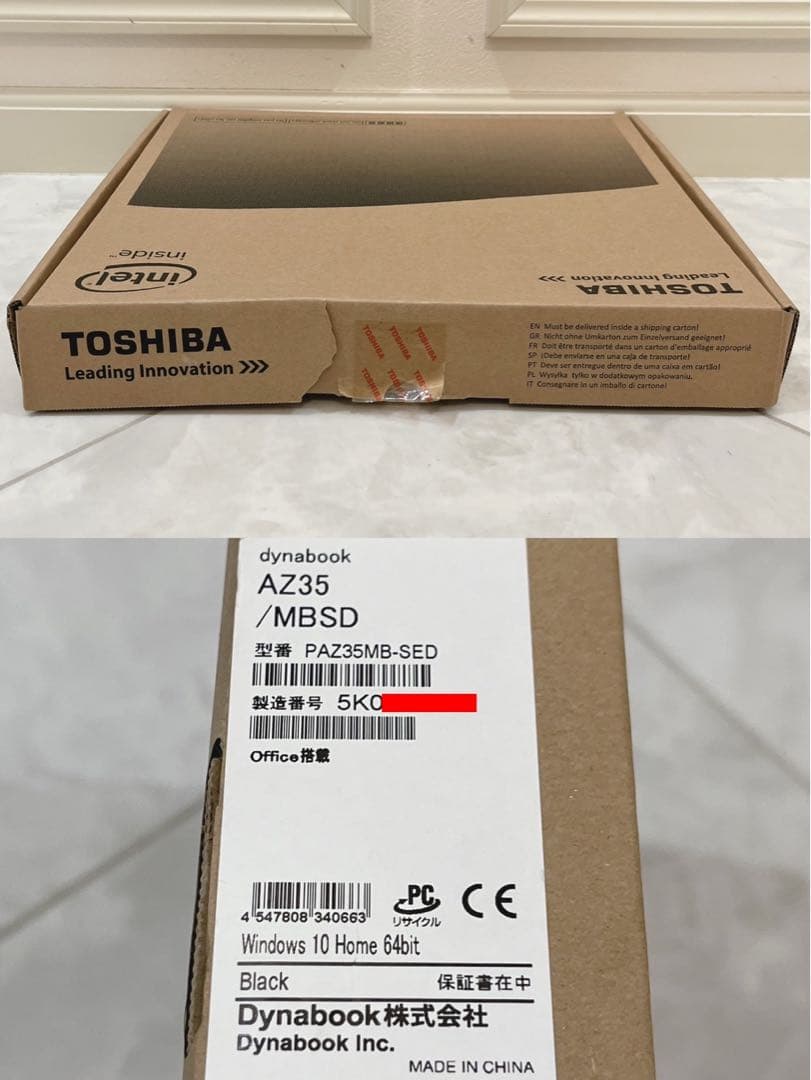 intel
inside™
TOSHIBA
Leading Innovation >>>
TOSHIBA
Leading Innovation >>>
TOSHIBA
TOSHIBA
TOSHIBA
TOSHIBA
EN Must be delivered inside a shipping carton!
GR Nicht ohne Umkarton zum Einzelversand geeignet!
FR Doit être transporté dans un carton d'emballage approprié
SP ¡Debe enviarse en una caja de transporte!
PT Deve ser entregue dentro de uma caixa em cartão!
PL Wysyłka tylko w dodatkowym opakowaniu.
IT Consegnare in un imballo di cartone!
dynabook
AZ35
/MBSD
型番 PAZ35MB-SED
製造番号 5K0
Office搭載
4 547808 340663
PC
リサイクル
CE
Windows 10 Home 64bit
Black 保証書在中
Dynabook株式会社
Dynabook Inc.
MADE IN CHINA